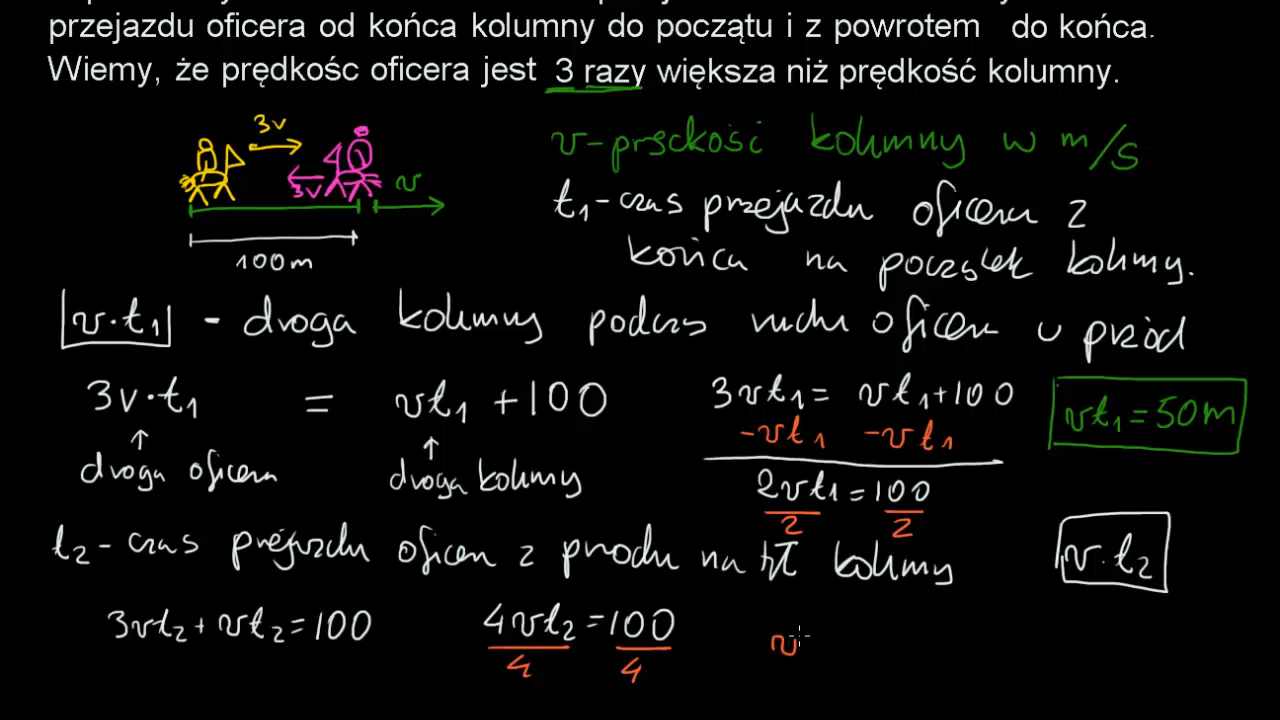 przejazdu oficera od końca kolumny do początu i z powrotem do końca.
Wiemy, że prędkośc oficera jest 3 razy większa niż prędkość kolumny.
3v
3v
v
100m
v-prędkość kolumny w m/s
t₁-czas przejazdu oficera z
końca na początek kolumny.
v·t₁ - droga kolumny podczas ruchu oficera w przód
3v·t₁ = vt₁ +100
droga oficera
droga kolumny
3vt₁= vt₁+100
-vt₁ -vt₁
2vt₁=100
2 2
vt₁=50m
t₂-czas przejazdu oficera z przodu na tył kolumny
v·t₂
3vt₂+vt₂=100
4vt₂=100
4 4
v